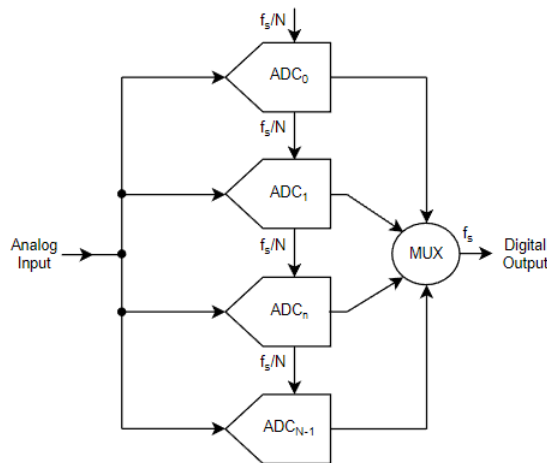 fs/N
ADC0
fs/N
ADC1
fs/N
Analog
Input
MUX
fs
Digital
Output
ADCn
fs/N
ADCN-1